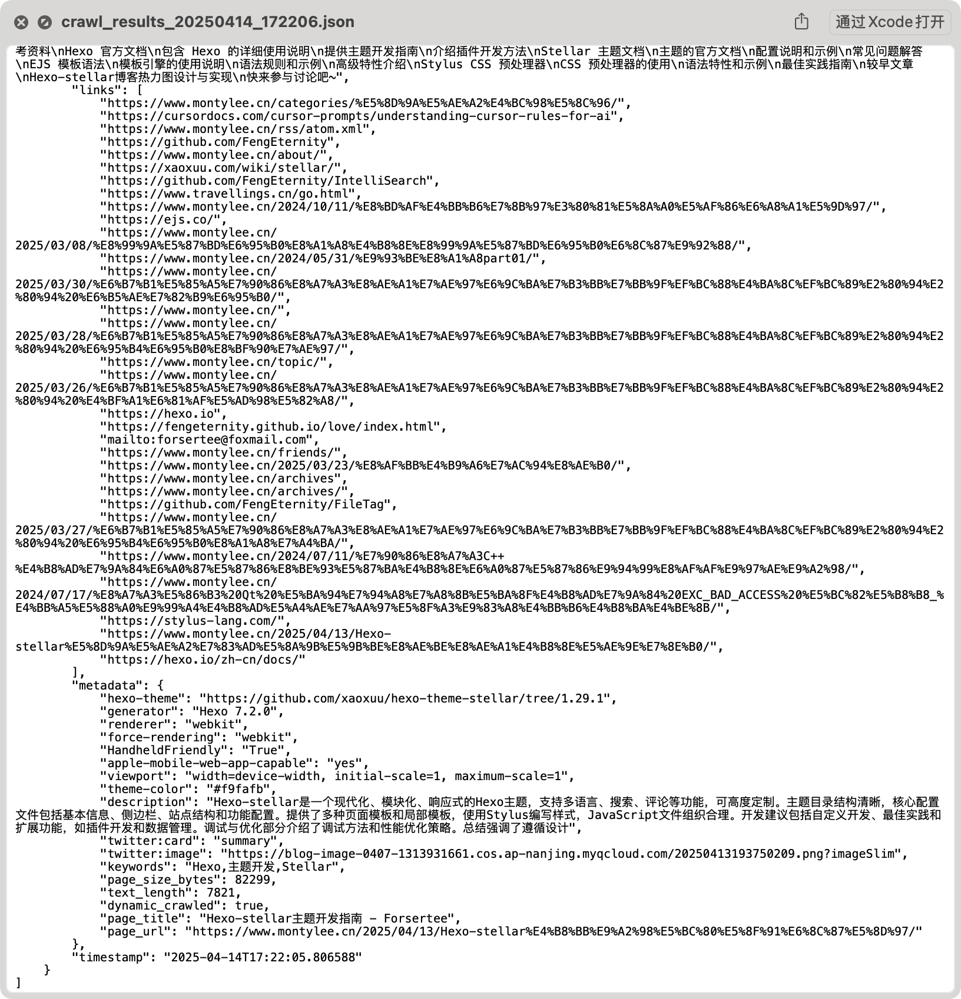 crawl_results_20250414_172206.json
通过Xcode打开
考资料\nHexo 官方文档\n包含 Hexo 的详细使用说明\n提供主题开发指南\n介绍插件开发方法\nStellar 主题文档\n主题的官方文档\n配置说明和示例\n常见问题解答
\nEJS 模板语法\n模板引擎的使用说明\n语法规则和示例\n高级特性介绍\nStylus CSS 预处理器\nCSS 预处理器的使用\n语法特性和示例\n最佳实践指南\n较早文章
\nHexo-stellar博客热力图设计与实现\n快来参与讨论吧~",
"links": [
"https://www.montylee.cn/categories/%E5%8D%9A%E5%AE%A2%E4%BC%98%E5%8C%96/",
"https://cursordocs.com/cursor-prompts/understanding-cursor-rules-for-ai",
"https://www.montylee.cn/rss/atom.xml",
"https://github.com/FengEternity",
"https://www.montylee.cn/about/",
"https://xaoxuu.com/wiki/stellar/",
"https://github.com/FengEternity/IntelliSearch",
"https://www.travellings.cn/go.html",
"https://www.montylee.cn/2024/10/11/%E8%BD%AF%E4%BB%B6%E7%8B%97%E3%80%81%E5%8A%A0%E5%AF%86%E6%A8%A1%E5%9D%97/",
"https://ejs.co/",
"https://www.montylee.cn/
2025/03/08/%E8%99%9A%E5%87%BD%E6%95%B0%E8%A1%A8%E4%B8%8E%E8%99%9A%E5%87%BD%E6%95%B0%E6%8C%87%E9%92%88/",
"https://www.montylee.cn/2024/05/31/%E9%93%BE%E8%A1%A8part01/",
"https://www.montylee.cn/
2025/03/30/%E6%B7%B1%E5%85%A5%E7%90%86%E8%A7%A3%E8%AE%A1%E7%AE%97%E6%9C%BA%E7%B3%BB%E7%BB%9F%EF%BC%88%E4%BA%8C%EF%BC%89%E2%80%94%E2
%80%94%20%E6%B5%AE%E7%82%B9%E6%95%B0/",
"https://www.montylee.cn/",
"https://www.montylee.cn/
2025/03/28/%E6%B7%B1%E5%85%A5%E7%90%86%E8%A7%A3%E8%AE%A1%E7%AE%97%E6%9C%BA%E7%B3%BB%E7%BB%9F%EF%BC%88%E4%BA%8C%EF%BC%89%E2%80%94%E2
%80%94%20%E6%95%B4%E6%95%B0%E8%BF%90%E7%AE%97/",
"https://www.montylee.cn/topic/",
"https://www.montylee.cn/
2025/03/26/%E6%B7%B1%E5%85%A5%E7%90%86%E8%A7%A3%E8%AE%A1%E7%AE%97%E6%9C%BA%E7%B3%BB%E7%BB%9F%EF%BC%88%E4%BA%8C%EF%BC%89%E2%80%94%E2
%80%94%20%E4%BF%A1%E6%81%AF%E5%AD%98%E5%82%A8/",
"https://hexo.io",
"https://fengeternity.github.io/love/index.html",
"mailto:forsertee@foxmail.com",
"https://www.montylee.cn/friends/",
"https://www.montylee.cn/2025/03/23/%E8%AF%BB%E4%B9%A6%E7%AC%94%E8%AE%B0/",
"https://www.montylee.cn/archives",
"https://www.montylee.cn/archives/",
"https://github.com/FengEternity/FileTag",
"https://www.montylee.cn/
2025/03/27/%E6%B7%B1%E5%85%A5%E7%90%86%E8%A7%A3%E8%AE%A1%E7%AE%97%E6%9C%BA%E7%B3%BB%E7%BB%9F%EF%BC%88%E4%BA%8C%EF%BC%89%E2%80%94%E2
%80%94%20%E6%95%B4%E6%95%B0%E8%A1%A8%E7%A4%BA/",
"https://www.montylee.cn/2024/07/11/%E7%90%86%E8%A7%A3C++
%E4%B8%AD%E7%9A%84%E6%A0%87%E5%87%86%E8%BE%93%E5%87%BA%E4%B8%8E%E6%A0%87%E5%87%86%E9%94%99%E8%AF%AF%E9%97%AE%E9%A2%98/",
"https://www.montylee.cn/
2024/07/17/%E8%A7%A3%E5%86%B3%20Qt%20%E5%BA%94%E7%94%A8%E7%A8%8B%E5%BA%8F%E4%B8%AD%E7%9A%84%20EXC_BAD_ACCESS%20%E5%BC%82%E5%B8%B8_%
E4%BB%A5%E5%88%A0%E9%99%A4%E4%B8%AD%E5%A4%AE%E7%AA%97%E5%8F%A3%E9%83%A8%E4%BB%B6%E4%B8%BA%E4%BE%8B/",
"https://stylus-lang.com/",
"https://www.montylee.cn/2025/04/13/Hexo-
stellar%E5%8D%9A%E5%AE%A2%E7%83%AD%E5%8A%9B%E5%9B%BE%E8%AE%BE%E8%AE%A1%E4%B8%8E%E5%AE%9E%E7%8E%B0/",
"https://hexo.io/zh-cn/docs/"
],
"metadata": {
"hexo-theme": "https://github.com/xaoxuu/hexo-theme-stellar/tree/1.29.1",
"generator": "Hexo 7.2.0",
"renderer": "webkit",
"force-rendering": "webkit",
"HandheldFriendly": "True",
"apple-mobile-web-app-capable": "yes",
"viewport": "width=device-width, initial-scale=1, maximum-scale=1",
"theme-color": "#f9fafb",
"description": "Hexo-stellar是一个现代化、模块化、响应式的Hexo主题，支持多语言、搜索、评论等功能，可高度定制。主题目录结构清晰，核心配置
文件包括基本信息、侧边栏、站点结构和功能配置。提供了多种页面模板和局部模板，使用Stylus编写样式，JavaScript文件组织合理。开发建议包括自定义开发、最佳实践和
扩展功能，如插件开发和数据管理。调试与优化部分介绍了调试方法和性能优化策略。总结强调了遵循设计",
"twitter:card": "summary",
"twitter:image": "https://blog-image-0407-1313931661.cos.ap-nanjing.myqcloud.com/20250413193750209.png?imageSlim",
"keywords": "Hexo,主题开发,Stellar",
"page_size_bytes": 82299,
"text_length": 7821,
"dynamic_crawled": true,
"page_title": "Hexo-stellar主题开发指南 - Forsertee",
"page_url": "https://www.montylee.cn/2025/04/13/Hexo-stellar%E4%B8%BB%E9%A2%98%E5%BC%80%E5%8F%91%E6%8C%87%E5%8D%97/"
},
"timestamp": "2025-04-14T17:22:05.806588"
}
]